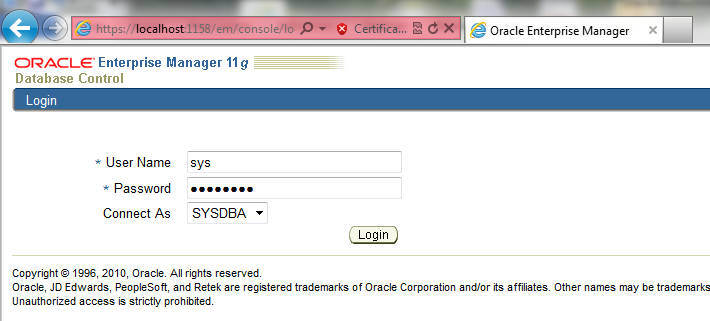 https://localhost:1158/em/console/lo
Certifica...
Oracle Enterprise Manager
ORACLE Enterprise Manager 11g
Database Control
Login
* User Name sys
* Password ••••••••
Connect As SYSDBA
Login
Copyright © 1996, 2010, Oracle. All rights reserved.
Oracle, JD Edwards, PeopleSoft, and Retek are registered trademarks of Oracle Corporation and/or its affiliates. Other names may be trademarks
Unauthorized access is strictly prohibited.